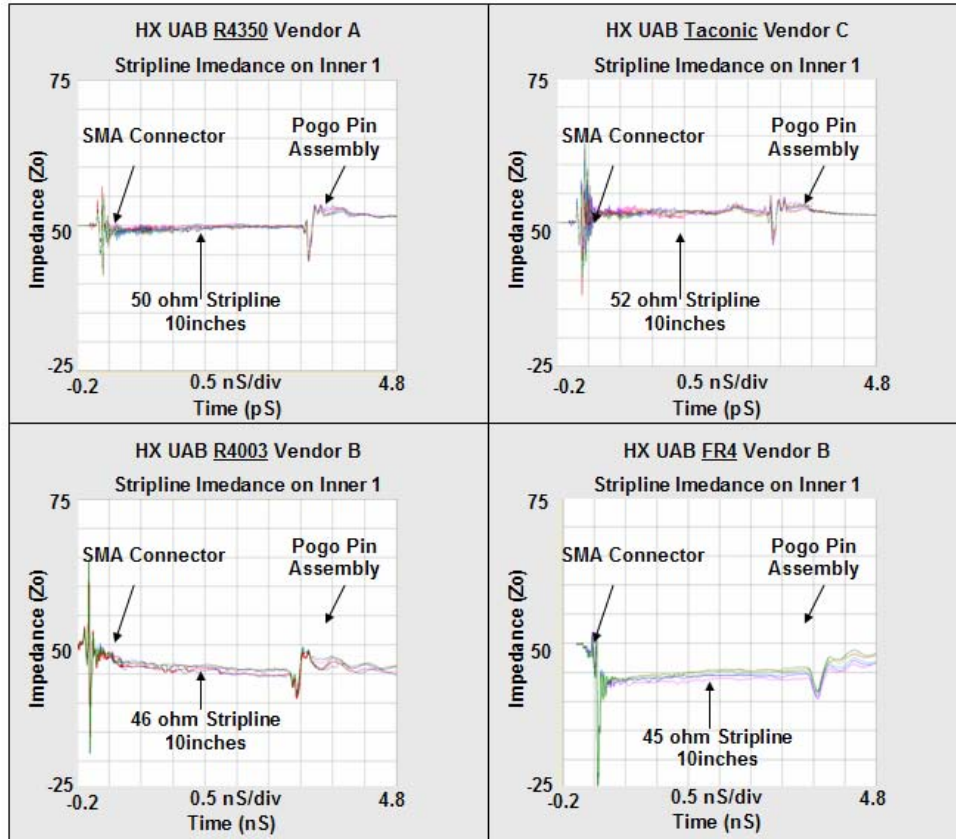 HX UAB R4350 Vendor A
Stripline Imedance on Inner 1
75
SMA Connector
Pogo Pin
Assembly
Impedance (Zo)
50
50 ohm Stripline
10inches
-25
-0.2
0.5 nS/div
4.8
Time (pS)
HX UAB Taconic Vendor C
Stripline Imedance on Inner 1
75
SMA Connector
Pogo Pin
Assembly
Impedance (Zo)
50
52 ohm Stripline
10inches
-25
-0.2
0.5 nS/div
4.8
Time (pS)
HX UAB R4003 Vendor B
Stripline Imedance on Inner 1
75
SMA Connector
Pogo Pin
Assembly
Impedance (Zo)
50
46 ohm Stripline
10inches
-25
-0.2
0.5 nS/div
4.8
Time (nS)
HX UAB FR4 Vendor B
Stripline Imedance on Inner 1
75
SMA Connector
Pogo Pin
Assembly
Impedance (Zo)
50
45 ohm Stripline
10inches
-25
-0.2
0.5 nS/div
4.8
Time (nS)